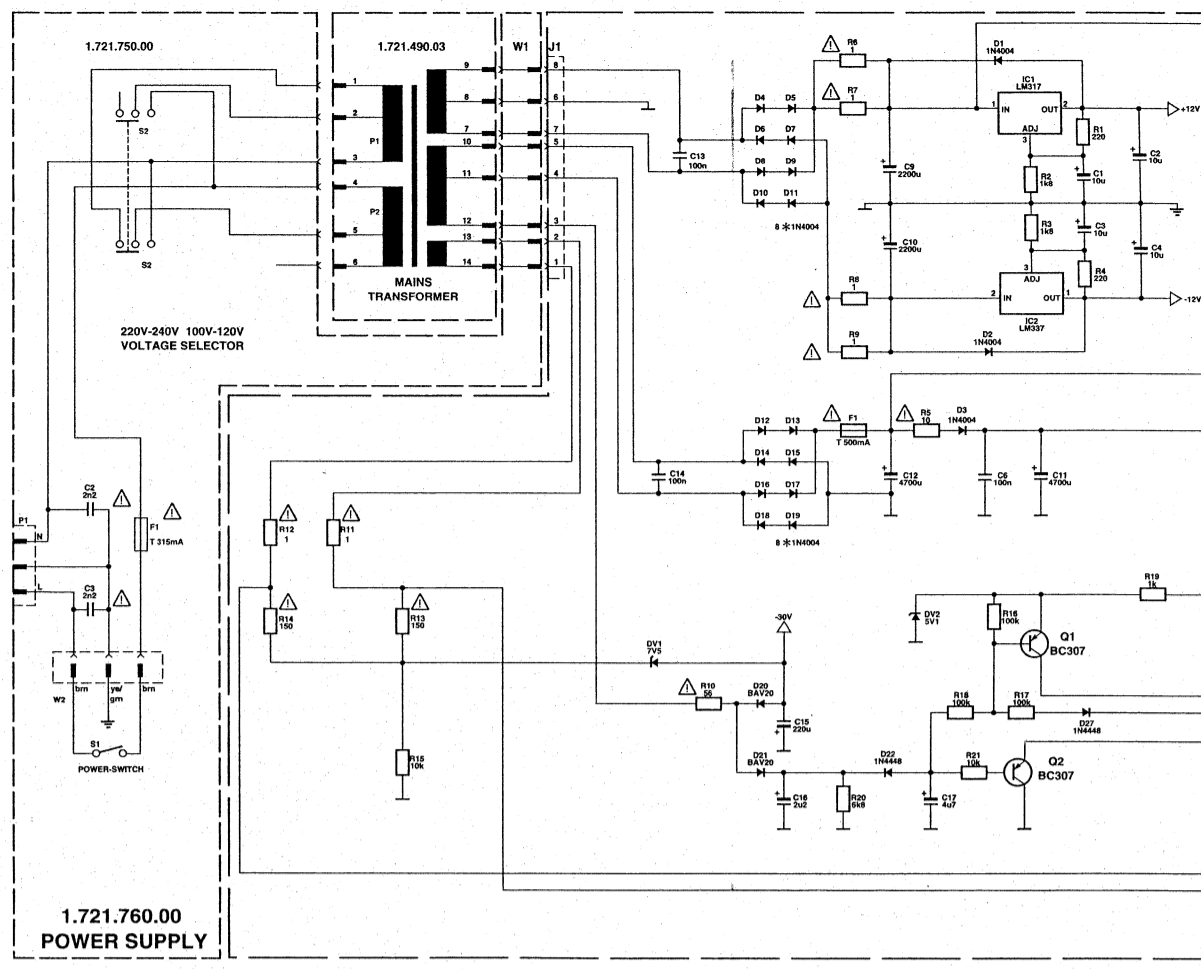 1.721.750.00
1.721.490.03
W1
J1
S2
S2
1
2
3
4
5
6
P1
P2
9
8
7
10
11
12
13
14
MAINS
TRANSFORMER
8
6
7
5
4
3
2
1
220V-240V 100V-120V
VOLTAGE SELECTOR
C13
100n
D4 D5
D6 D7
D8 D9
D10 D11
8 * 1N4004
R6
1
R7
1
R8
1
R9
1
C9
2200u
C10
2200u
D1
1N4004
IC1
LM317
1 IN OUT 2
ADJ
3
R1
220
R2
1k8
C1
10u
C2
10u
+12V
R3
1k8
C3
10u
C4
10u
R4
220
3
ADJ
2 IN OUT 1
IC2
LM337
-12V
D2
1N4004
C14
100n
D12 D13
D14 D15
D16 D17
D18 D19
8 * 1N4004
F1
T 500mA
C12
4700u
R5
10
D3
1N4004
C6
100n
C11
4700u
P1
N
L
C2
2n2
C3
2n2
F1
T 315mA
W2
brn
ye/
grn
brn
S1
POWER-SWITCH
R12
1
R11
1
R14
150
R13
150
R15
10k
DV1
7V5
-30V
R10
56
D20
BAV20
C15
220u
D21
BAV20
C16
2u2
R20
6k8
D22
1N4448
C17
4u7
R21
10k
Q2
BC307
R18
100k
R17
100k
D27
1N4448
DV2
5V1
R16
100k
Q1
BC307
R19
1k
1.721.760.00
POWER SUPPLY